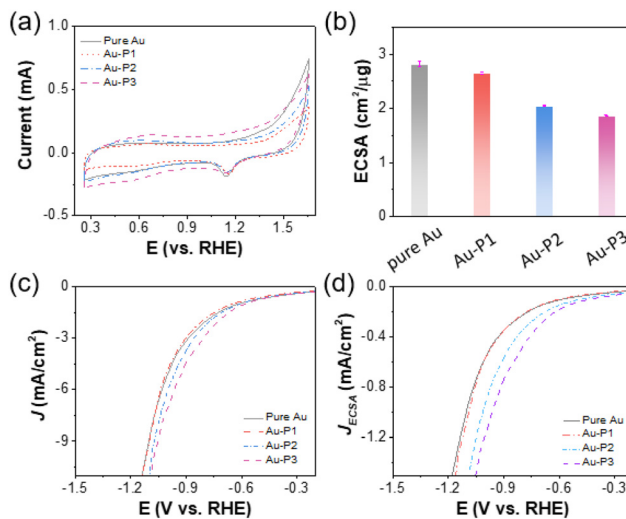 (a)
Pure Au
Au-P1
Au-P2
Au-P3
1.0
0.5
0.0
-0.5
Current (mA)
0.3 0.6 0.9 1.2 1.5
E (vs. RHE)
(b)
3
2
1
0
ECSA (cm²/μg)
pure Au Au-P1 Au-P2 Au-P3
(c)
0
-3
-6
-9
J (mA/cm²)
Pure Au
Au-P1
Au-P2
Au-P3
-1.5 -1.2 -0.9 -0.6 -0.3
E (V vs. RHE)
(d)
0.0
-0.4
-0.8
-1.2
J_ECSA (mA/cm²)
Pure Au
Au-P1
Au-P2
Au-P3
-1.5 -1.2 -0.9 -0.6 -0.3
E (V vs. RHE)